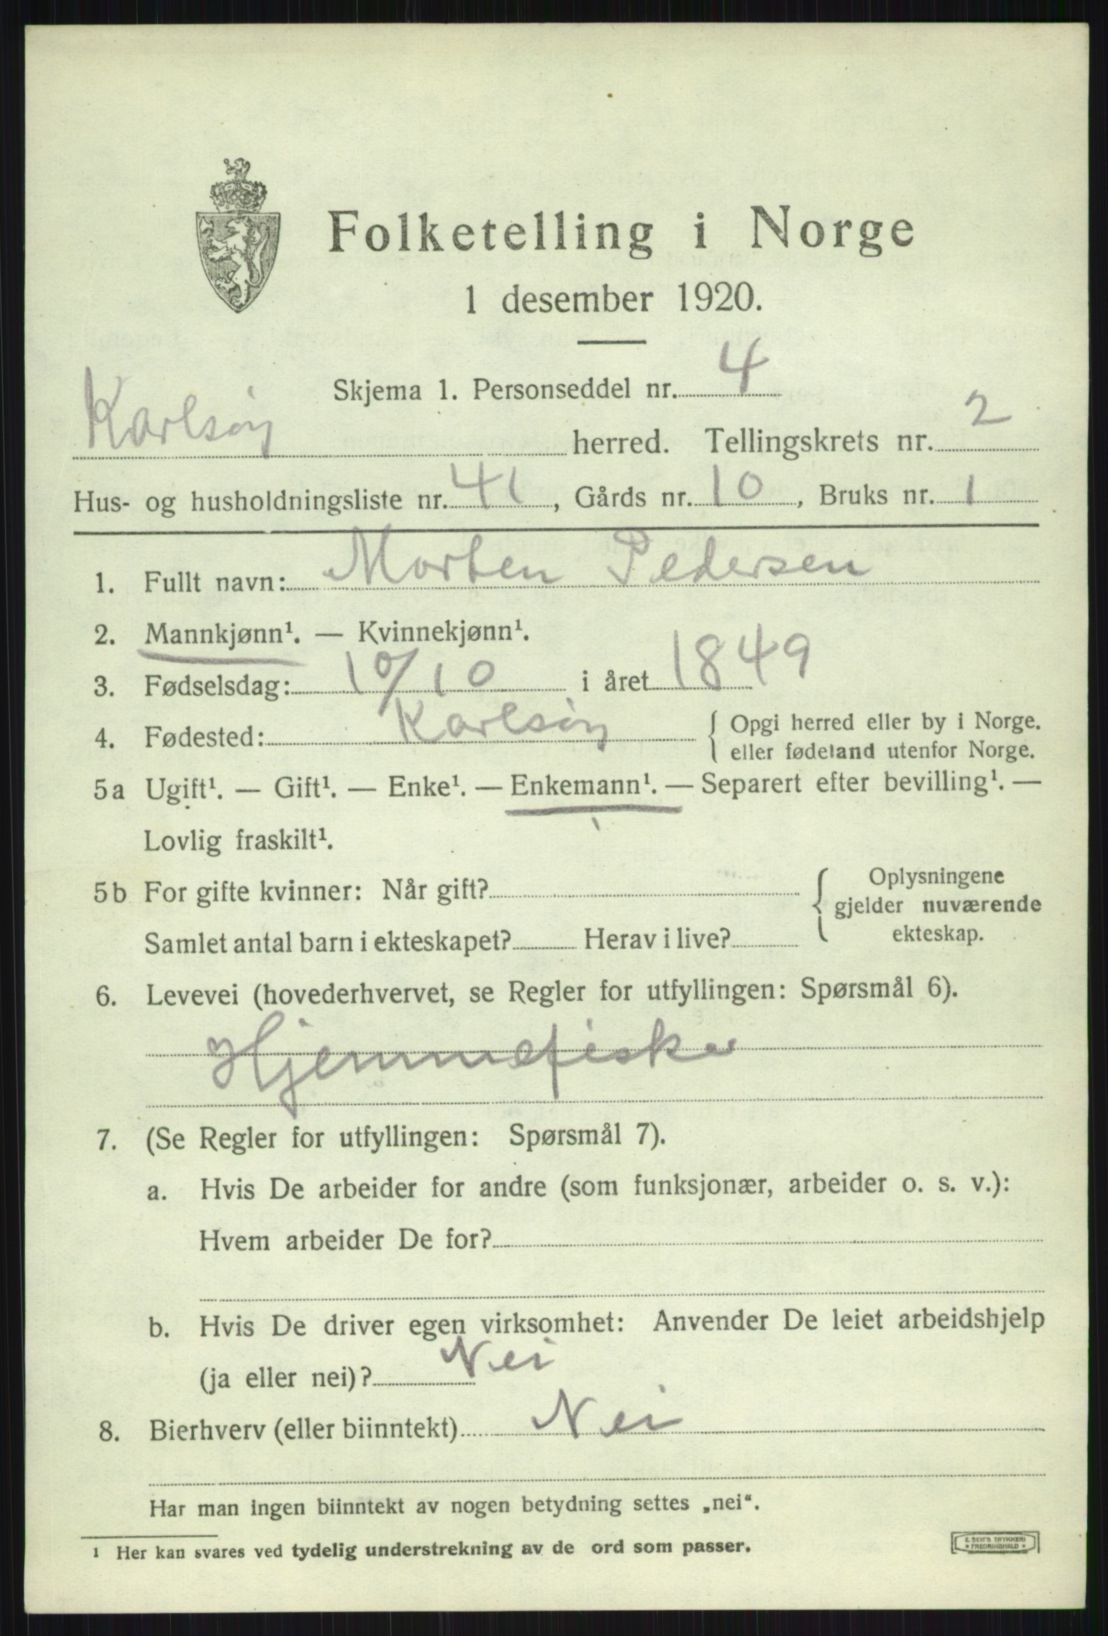 Folketelling i Norge
1 desember 1920.
Skjema 1. Personseddel nr. 4
Karlsøy herred. Tellingskrets nr. 2
Hus- og husholdningsliste nr. 41, Gårds nr. 10, Bruks nr. 1
1. Fullt navn: Morten Pedersen
2. Mannkjønn¹. — Kvinnekjønn¹.
3. Fødselsdag: 10/10 i året 1849
4. Fødested: Karlsøy { Opgi herred eller by i Norge.
eller fødeland utenfor Norge.
5a Ugift¹. — Gift¹. — Enke¹. — Enkemann¹. — Separert efter bevilling¹. —
Lovlig fraskilt¹.
5b For gifte kvinner: Når gift? { Oplysningene
gjelder nuværende
Samlet antal barn i ekteskapet? Herav i live? ekteskap.
6. Levevei (hovederhvervet, se Regler for utfyllingen: Spørsmål 6).
Hjemmefisker
7. (Se Regler for utfyllingen: Spørsmål 7).
a. Hvis De arbeider for andre (som funksjonær, arbeider o. s. v.):
Hvem arbeider De for?
b. Hvis De driver egen virksomhet: Anvender De leiet arbeidshjelp
(ja eller nei)? Nei
8. Bierhverv (eller biinntekt) Nei
Har man ingen biinntekt av nogen betydning settes „nei“.
1 Her kan svares ved tydelig understrekning av de ord som passer.